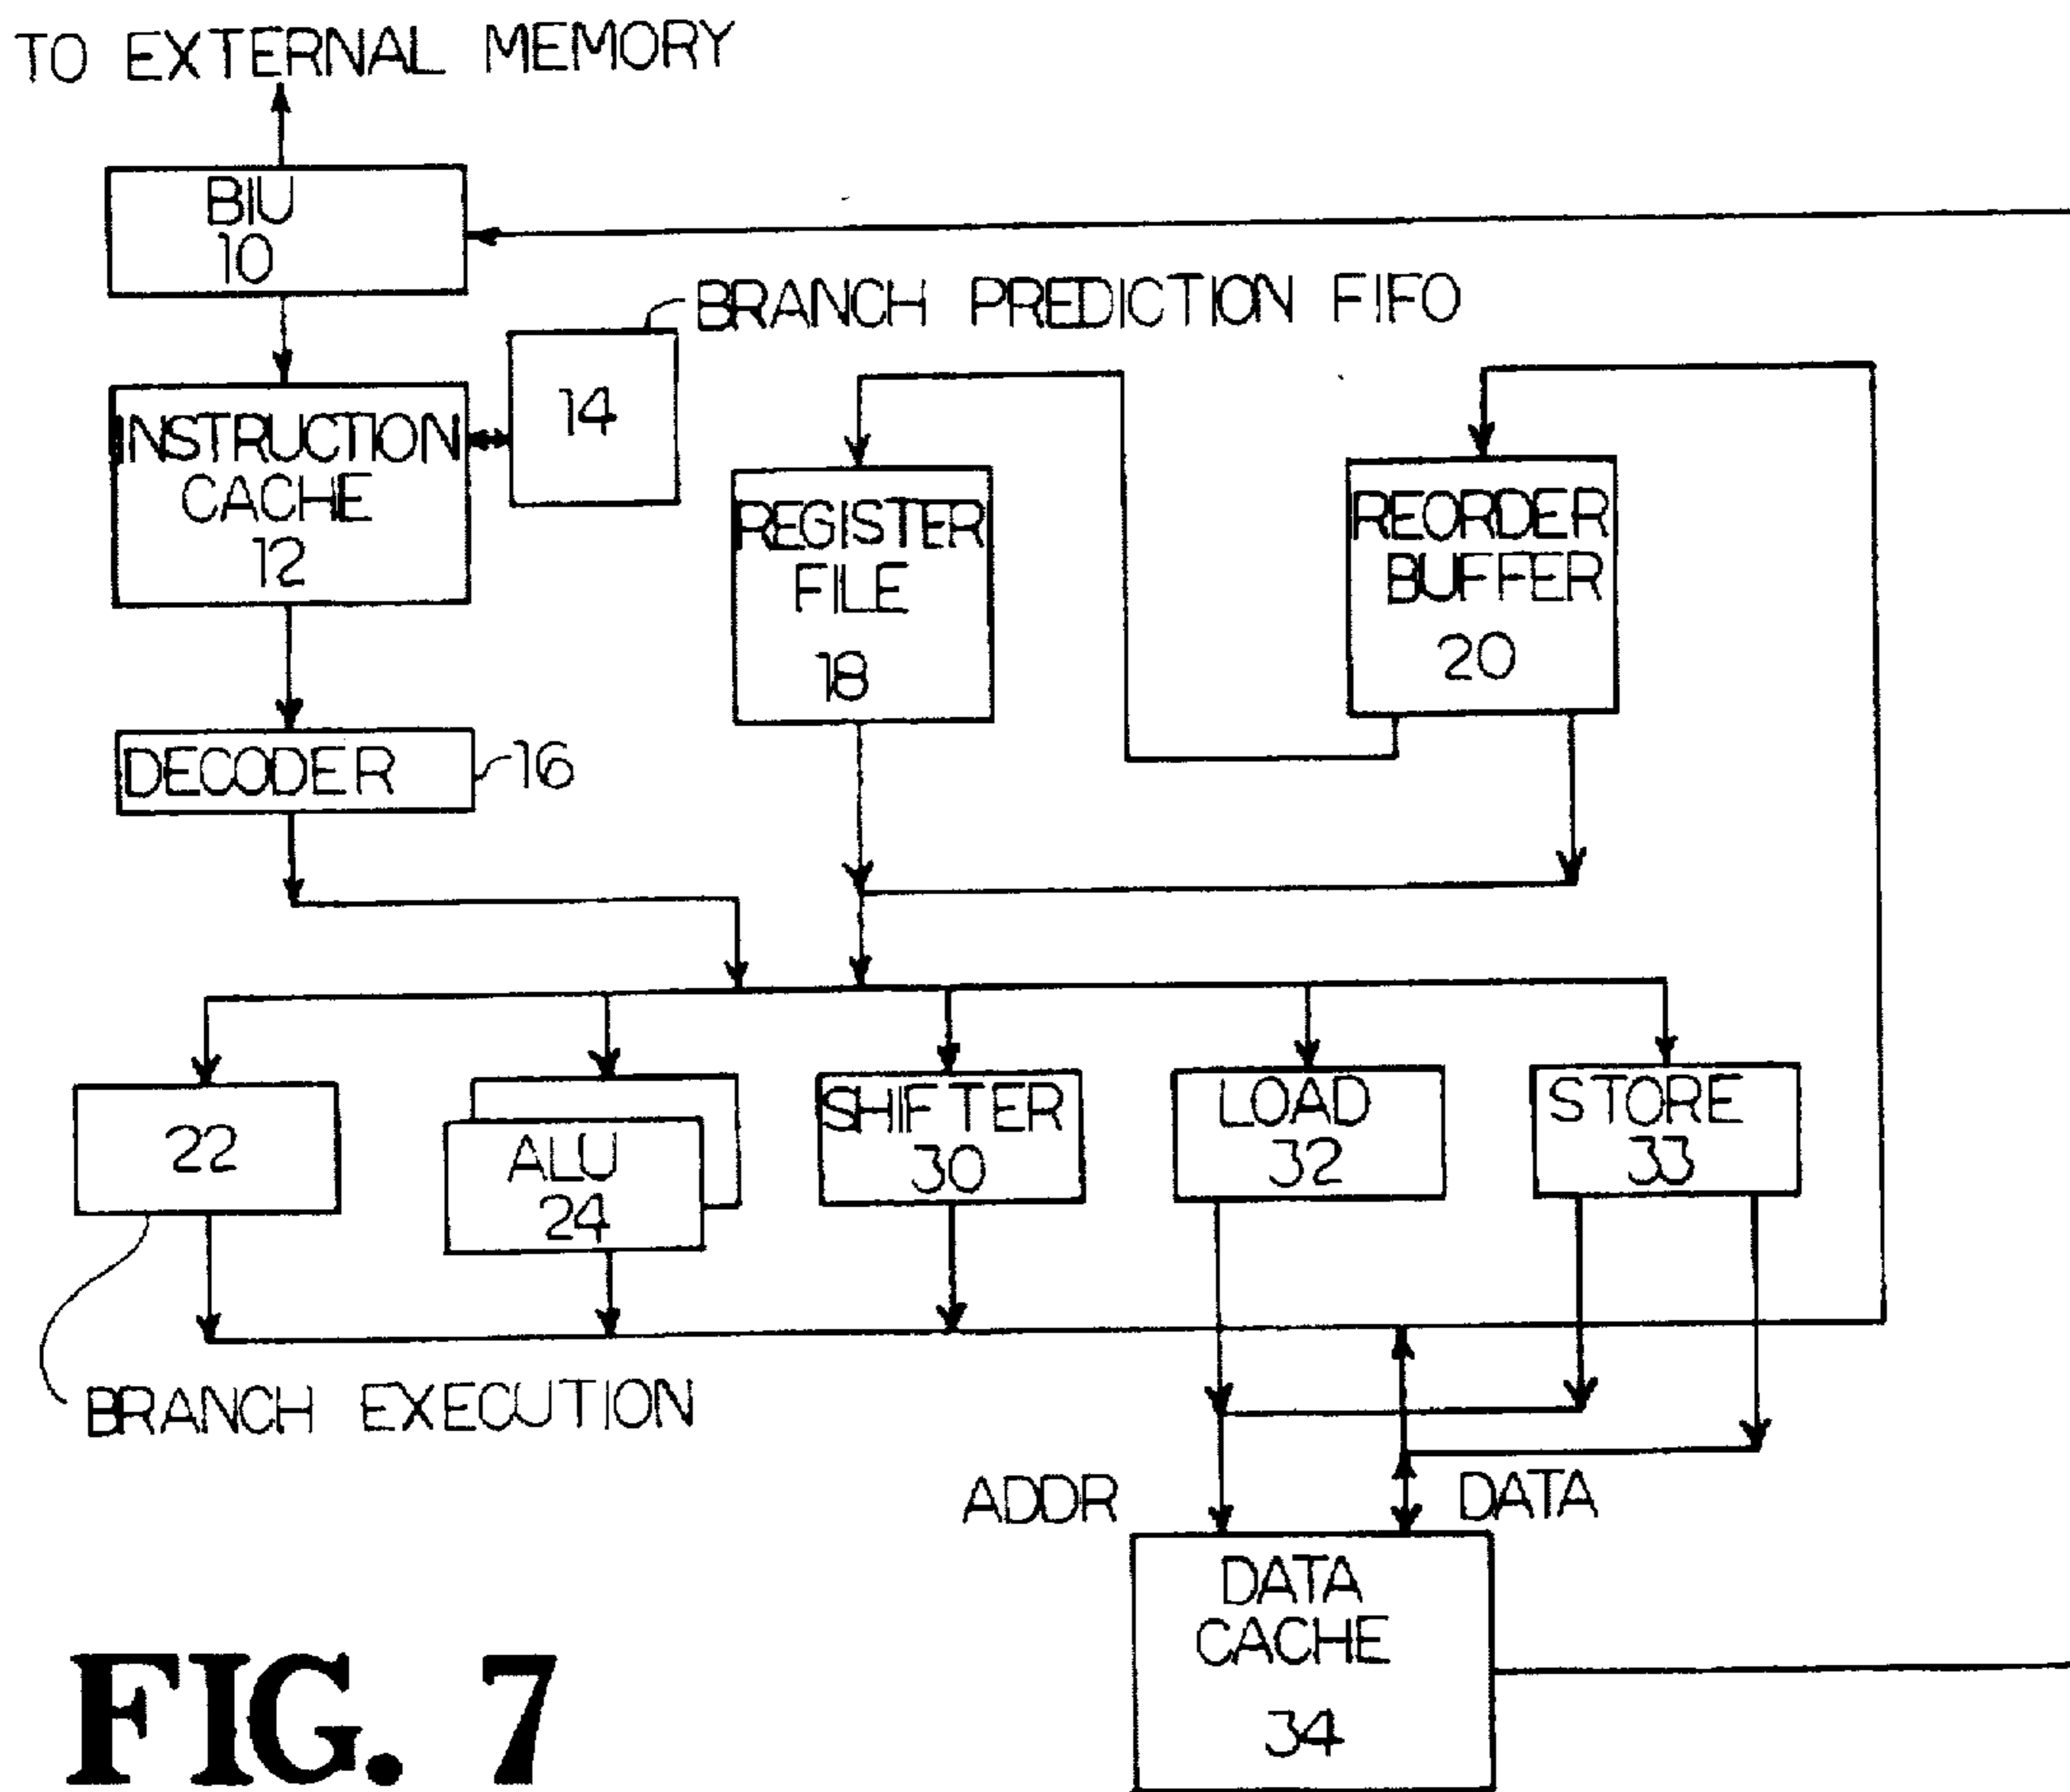 TO EXTERNAL MEMORY
BIU
10
BRANCH PREDICTION FIFO
14
INSTRUCTION
CACHE
12
REGISTER
FILE
18
REORDER
BUFFER
20
DECODER
16
22
ALU
24
SHIFTER
30
LOAD
32
STORE
33
BRANCH EXECUTION
ADDR
DATA
DATA
CACHE
34
FIG. 7